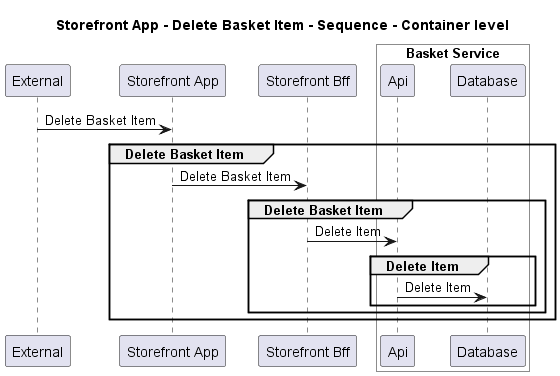 Storefront App - Delete Basket Item - Sequence - Container level
Basket Service
External
Storefront App
Storefront Bff
Api
Database
Delete Basket Item
Delete Basket Item
Delete Basket Item
Delete Basket Item
Delete Item
Delete Item
Delete Item
External
Storefront App
Storefront Bff
Api
Database